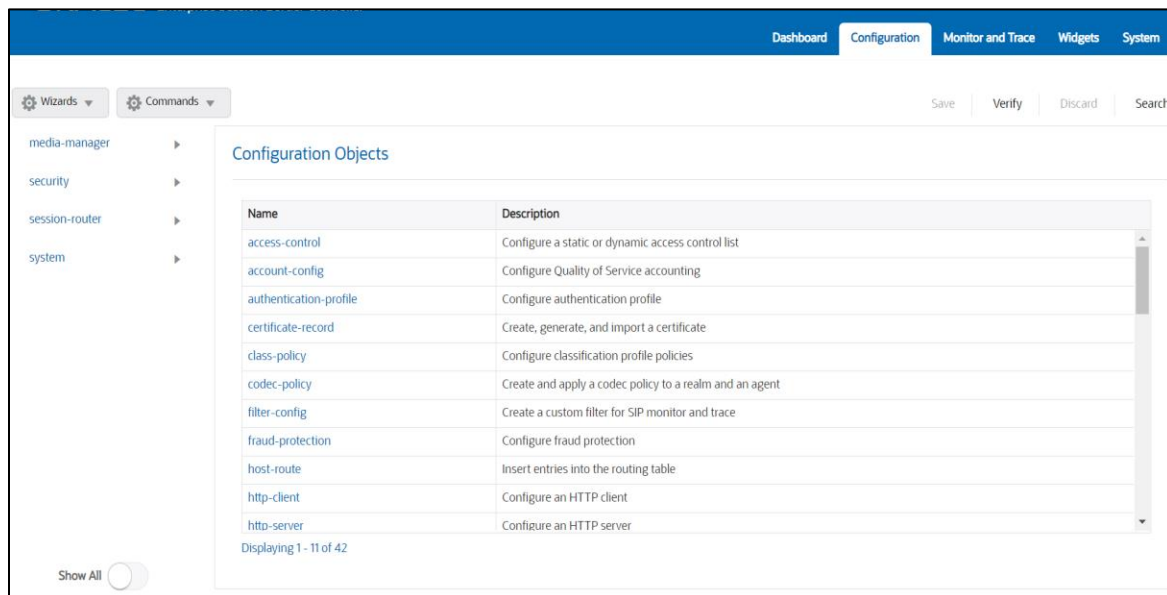 Dashboard Configuration Monitor and Trace Widgets System
Wizards Commands Save Verify Discard Search
media-manager
security
session-router
system
Configuration Objects
Name Description
access-control Configure a static or dynamic access control list
account-config Configure Quality of Service accounting
authentication-profile Configure authentication profile
certificate-record Create, generate, and import a certificate
class-policy Configure classification profile policies
codec-policy Create and apply a codec policy to a realm and an agent
filter-config Create a custom filter for SIP monitor and trace
fraud-protection Configure fraud protection
host-route Insert entries into the routing table
http-client Configure an HTTP client
http-server Configure an HTTP server
Displaying 1 - 11 of 42
Show All